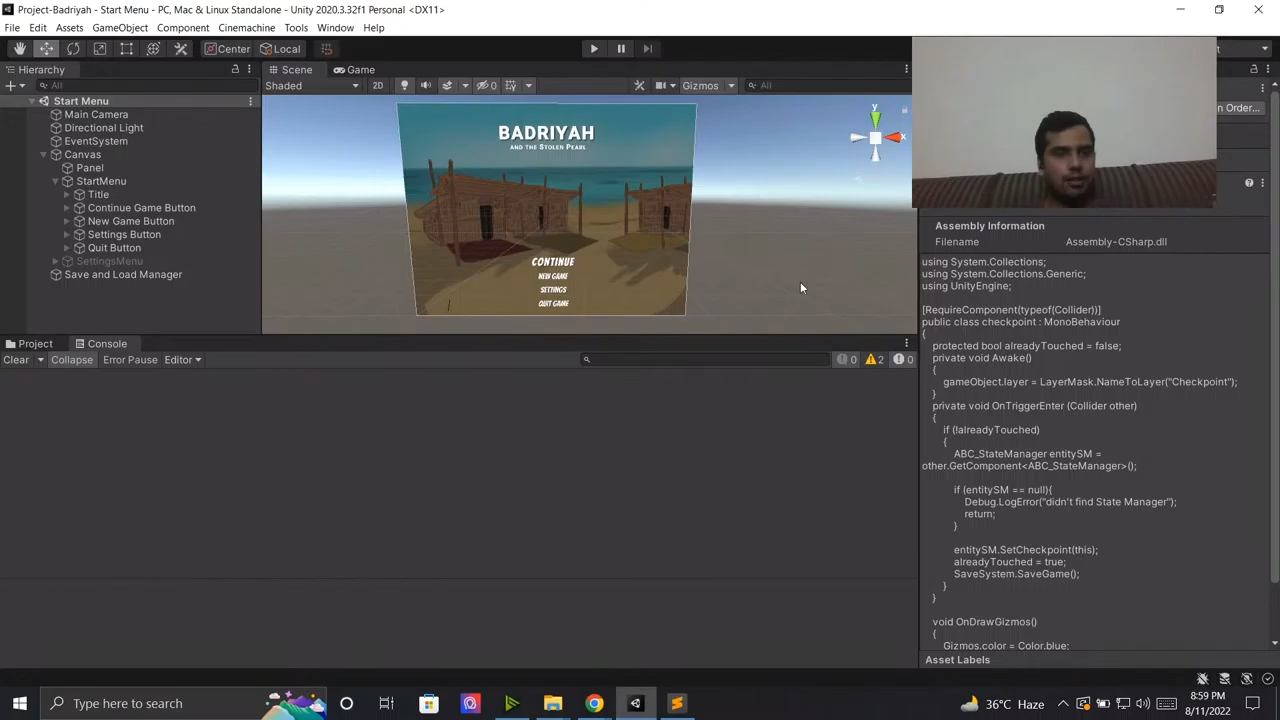 Project-Badriyah - Start Menu - PC, Mac & Linux Standalone - Unity 2020.3.32f1 Personal <DX11>
File Edit Assets GameObject Component Cinemachine Tools Window Help
Center Local
Hierarchy
Scene Game
All
Shaded 2D 0 Gizmos All
Start Menu
Main Camera
Directional Light
EventSystem
Canvas
Panel
StartMenu
Title
Continue Game Button
New Game Button
Settings Button
Quit Button
SettingsMenu
Save and Load Manager
BADRIYAH
AND THE STOLEN PEARL
CONTINUE
NEW GAME
SETTINGS
QUIT GAME
y
x
Project Console
Clear Collapse Error Pause Editor 0 2 0
n Order...
Assembly Information
Filename Assembly-CSharp.dll
using System.Collections;
using System.Collections.Generic;
using UnityEngine;
[RequireComponent(typeof(Collider))]
public class checkpoint : MonoBehaviour
{
protected bool alreadyTouched = false;
private void Awake()
{
gameObject.layer = LayerMask.NameToLayer("Checkpoint");
}
private void OnTriggerEnter (Collider other)
{
if (!alreadyTouched)
{
ABC_StateManager entitySM =
other.GetComponent<ABC_StateManager>();
if (entitySM == null){
Debug.LogError("didn't find State Manager");
return;
}
entitySM.SetCheckpoint(this);
alreadyTouched = true;
SaveSystem.SaveGame();
}
}
void OnDrawGizmos()
{
Gizmos.color = Color.blue;
Asset Labels
Type here to search
36°C Haze
8:59 PM
8/11/2022